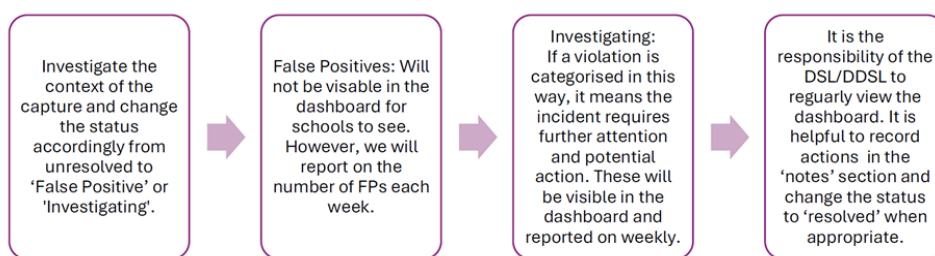 Investigate the
context of the
capture and change
the status
accordingly from
unresolved to
‘False Positive’ or
'Investigating'.
False Positives: Will
not be visable in the
dashboard for
schools to see.
However, we will
report on the
number of FPs each
week.
Investigating:
If a violation is
categorised in this
way, it means the
incident requires
further attention
and potential
action. These will
be visible in the
dashboard and
reported on weekly.
It is the
responsibility of the
DSL/DDSL to
reguarly view the
dashboard. It is
helpful to record
actions in the
‘notes’ section and
change the status
to ‘resolved’ when
appropriate.